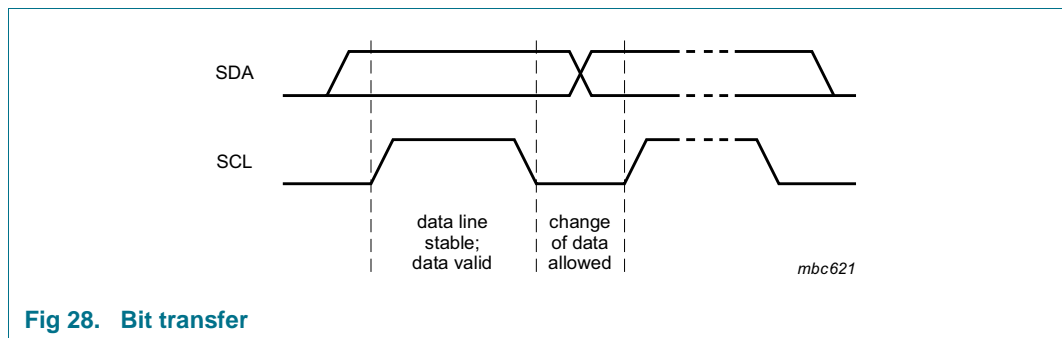 SDA
SCL
data line
stable;
data valid
change
of data
allowed
mbc621
Fig 28. Bit transfer